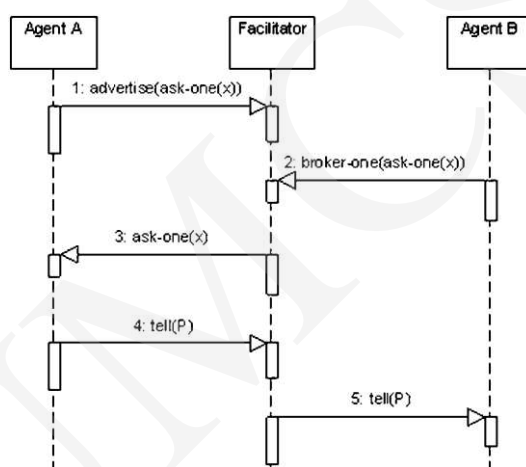 Agent A
Facilitator
Agent B
1: advertise(ask-one(x))
2: broker-one(ask-one(x))
3: ask-one(x)
4: tell(P)
5: tell(P)